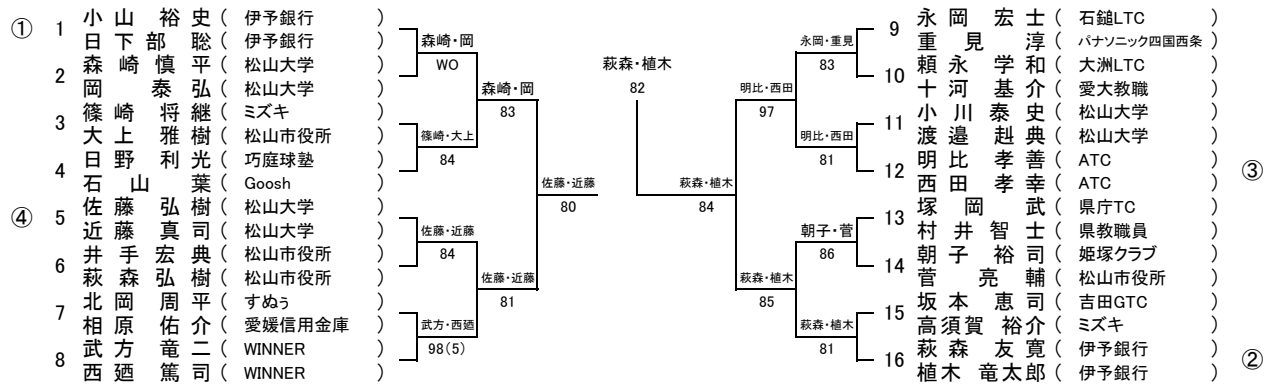 ① 1 小山 裕史 ( 伊予銀行 )
日下部 聡 ( 伊予銀行 )
2 森崎慎平 ( 松山大学 )
岡 泰弘 ( 松山大学 )
3 篠崎将継 ( ミズキ )
大上雅樹 ( 松山市役所 )
4 日野利光 ( 巧庭球塾 )
石山 葉 ( Goosh )
④ 5 佐藤弘樹 ( 松山大学 )
近藤真司 ( 松山大学 )
6 井手宏典 ( 松山市役所 )
萩森弘樹 ( 松山市役所 )
7 北岡周平 ( すぬぅ )
相原佑介 ( 愛媛信用金庫 )
8 武方竜二 ( WINNER )
西廼篤司 ( WINNER )
森崎・岡
WO
篠崎・大上
84
佐藤・近藤
84
武方・西廼
98(5)
森崎・岡
83
佐藤・近藤
81
佐藤・近藤
80
萩森・植木
82
萩森・植木
84
明比・西田
97
萩森・植木
85
永岡・重見
83
明比・西田
81
朝子・菅
86
萩森・植木
81
9 永岡宏士 ( 石鎚LTC )
重見 淳 ( パナソニック四国西条 )
10 頼永学和 ( 大洲LTC )
十河基介 ( 愛大教職 )
11 小川泰史 ( 松山大学 )
渡邉赳典 ( 松山大学 )
12 明比孝善 ( ATC )
西田孝幸 ( ATC ) ③
13 塚岡 武 ( 県庁TC )
村井智士 ( 県教職員 )
14 朝子裕司 ( 姫塚クラブ )
菅 亮輔 ( 松山市役所 )
15 坂本恵司 ( 吉田GTC )
高須賀 裕介 ( ミズキ )
16 萩森友寛 ( 伊予銀行 )
植木 竜太郎 ( 伊予銀行 ) ②